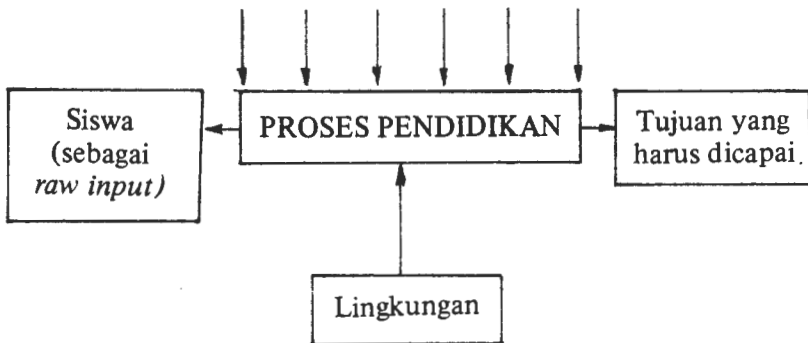 Siswa
(sebagai
raw input)
PROSES PENDIDIKAN
Tujuan yang
harus dicapai
Lingkungan